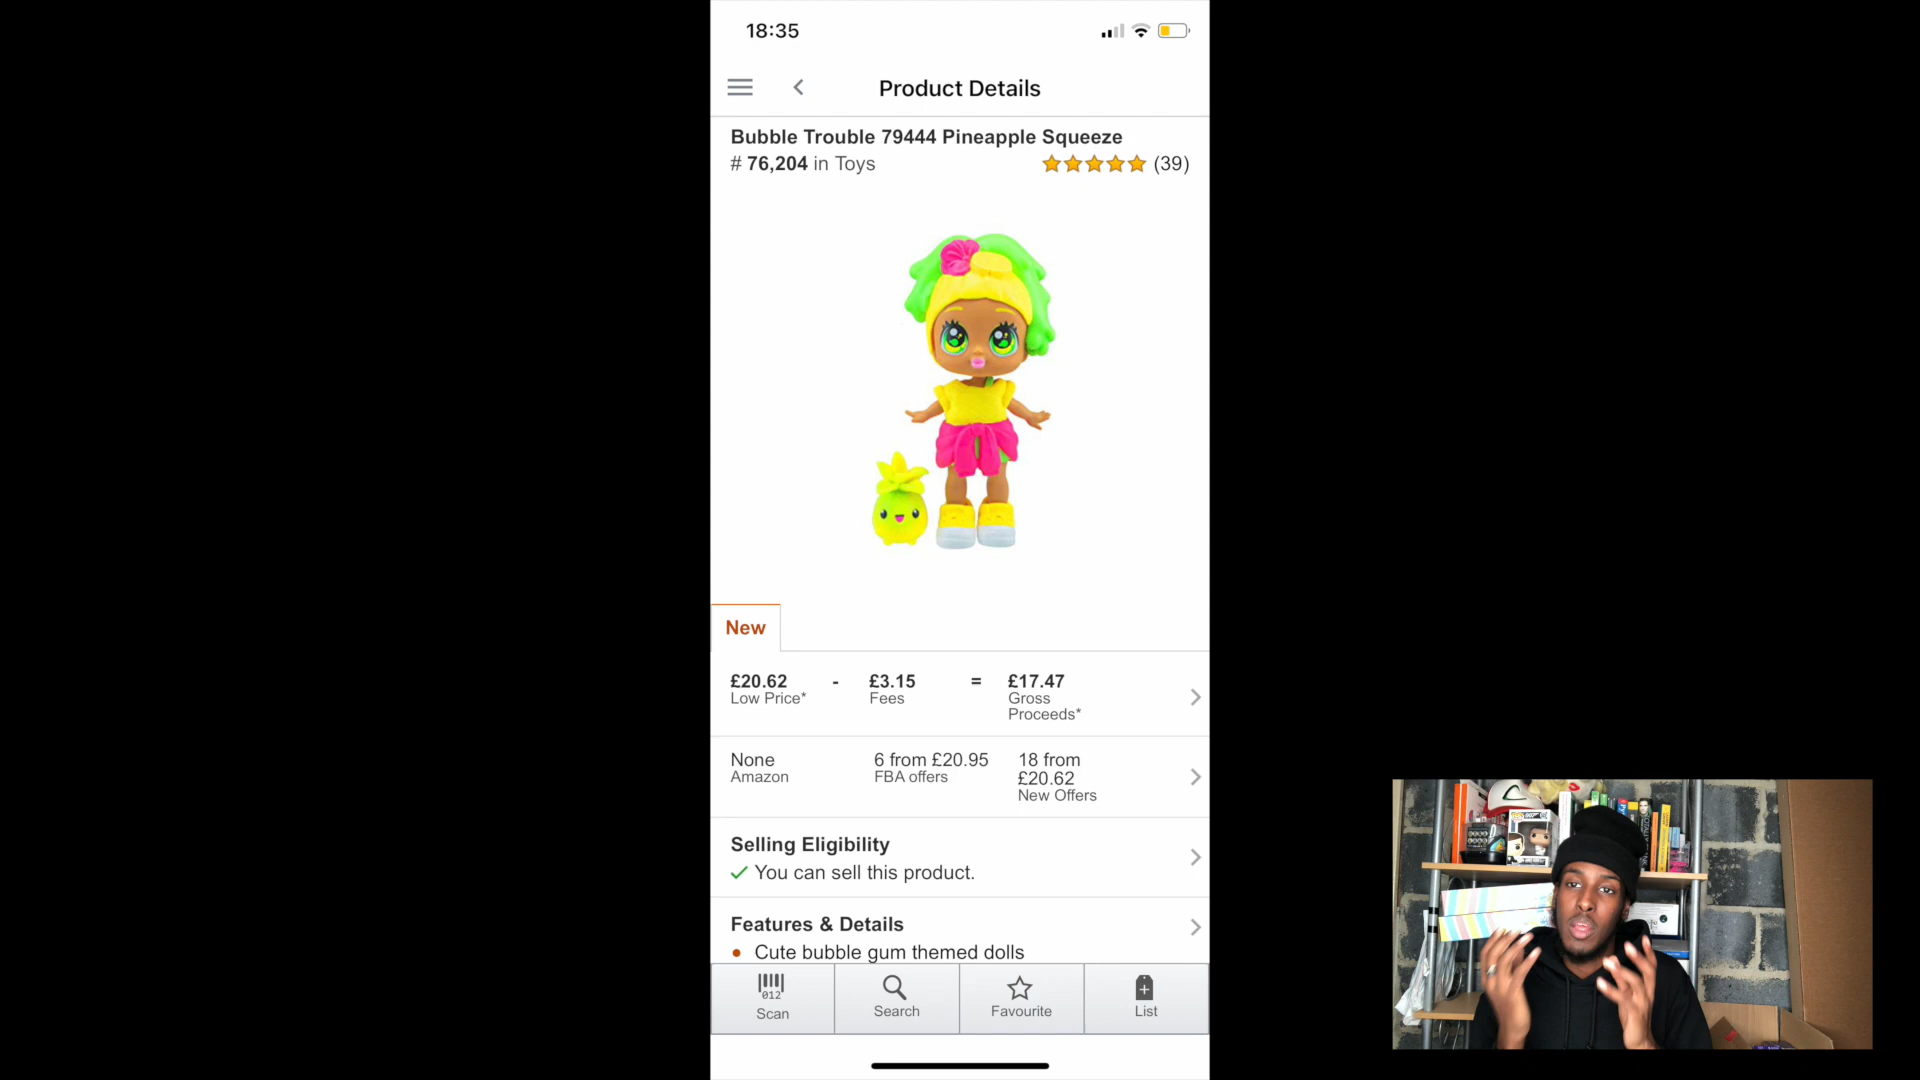 18:35
Product Details
Bubble Trouble 79444 Pineapple Squeeze
# 76,204 in Toys
(39)
New
£20.62 - £3.15 = £17.47
Low Price* Fees Gross
Proceeds*
None 6 from £20.95 18 from
Amazon FBA offers £20.62
New Offers
Selling Eligibility
You can sell this product.
Features & Details
• Cute bubble gum themed dolls
012
Scan Search Favourite List